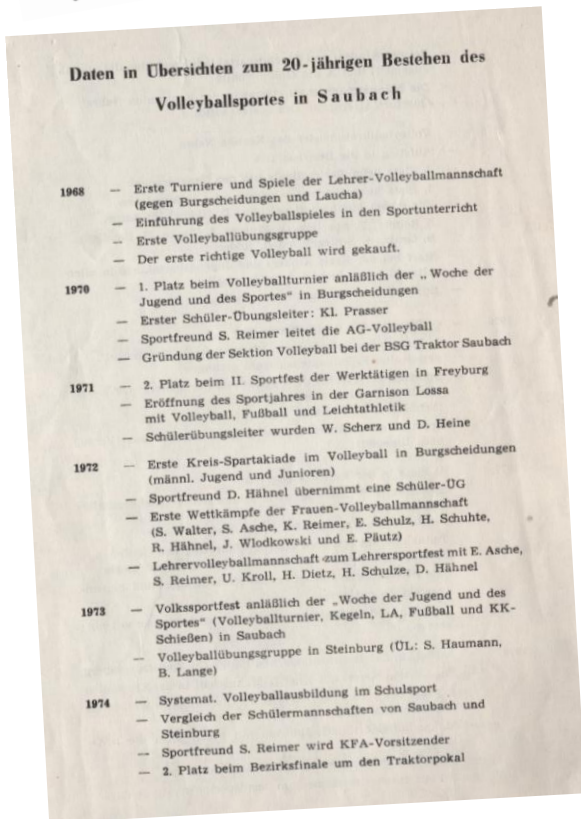 Daten in Übersichten zum 20-jährigen Bestehen des
Volleyballsportes in Saubach
1968 — Erste Turniere und Spiele der Lehrer-Volleyballmannschaft
(gegen Burgscheidungen und Laucha)
— Einführung des Volleyballspieles in den Sportunterricht
— Erste Volleyballübungsgruppe
— Der erste richtige Volleyball wird gekauft.
1970 — 1. Platz beim Volleyballturnier anläßlich der „Woche der
Jugend und des Sportes" in Burgscheidungen
— Erster Schüler-Übungsleiter: Kl. Prasser
— Sportfreund S. Reimer leitet die AG-Volleyball
— Gründung der Sektion Volleyball bei der BSG Traktor Saubach
1971 — 2. Platz beim II. Sportfest der Werktätigen in Freyburg
— Eröffnung des Sportjahres in der Garnison Lossa
mit Volleyball, Fußball und Leichtathletik
— Schülerübungsleiter wurden W. Scherz und D. Heine
1972 — Erste Kreis-Spartakiade im Volleyball in Burgscheidungen
(männl. Jugend und Junioren)
— Sportfreund D. Hähnel übernimmt eine Schüler-ÜG
— Erste Wettkämpfe der Frauen-Volleyballmannschaft
(S. Walter, S. Asche, K. Reimer, E. Schulz, H. Schuhte,
R. Hähnel, J. Wlodkowski und E. Päutz)
— Lehrervolleyballmannschaft zum Lehrersportfest mit E. Asche,
S. Reimer, U. Kroll, H. Dietz, H. Schulze, D. Hähnel
1973 — Volkssportfest anläßlich der „Woche der Jugend und des
Sportes" (Volleyballturnier, Kegeln, LA, Fußball und KK-
Schießen) in Saubach
— Volleyballübungsgruppe in Steinburg (ÜL: S. Haumann,
B. Lange)
1974 — Systemat. Volleyballausbildung im Schulsport
— Vergleich der Schülermannschaften von Saubach und
Steinburg
— Sportfreund S. Reimer wird KFA-Vorsitzender
— 2. Platz beim Bezirksfinale um den Traktorpokal